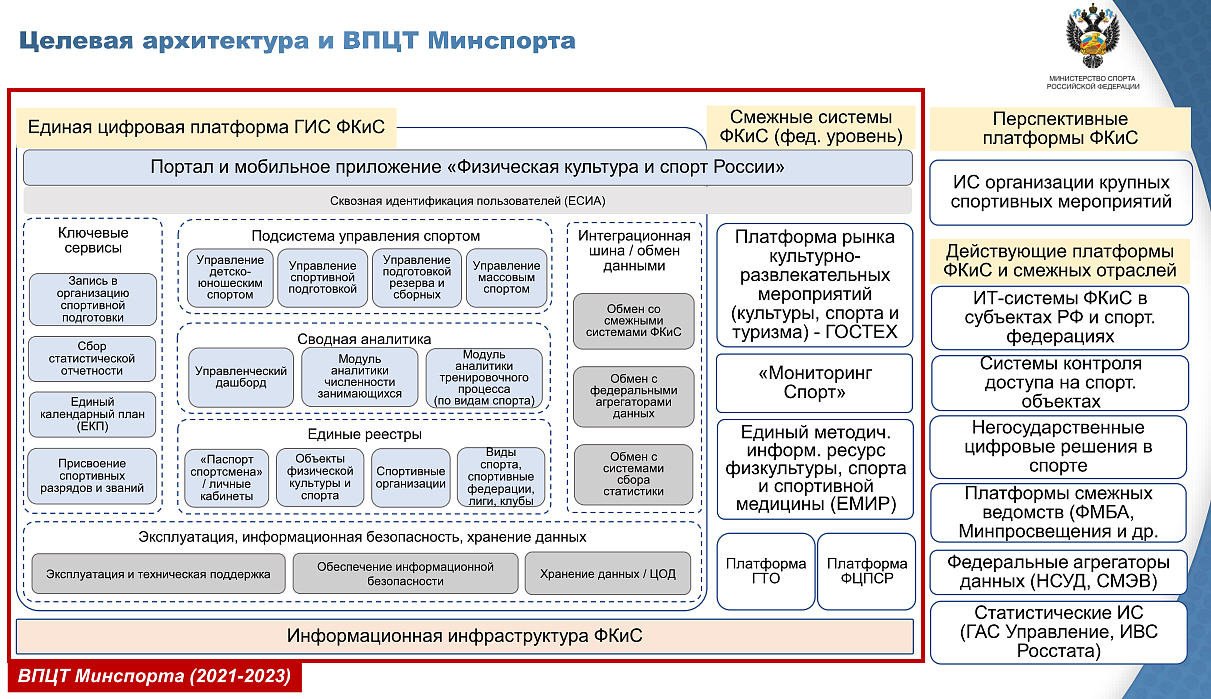 Целевая архитектура и ВПЦТ Минспорта
МИНИСТЕРСТВО СПОРТА
РОССИЙСКОЙ ФЕДЕРАЦИИ
Единая цифровая платформа ГИС ФКиС
Портал и мобильное приложение «Физическая культура и спорт России»
Сквозная идентификация пользователей (ЕСИА)
Ключевые
сервисы
Запись в
организацию
спортивной
подготовки
Сбор
статистической
отчетности
Единый
календарный план
(ЕКП)
Присвоение
спортивных
разрядов и званий
Подсистема управления спортом
Управление
детско-
юношеским
спортом
Управление
спортивной
подготовкой
Управление
подготовкой
резерва и
сборных
Управление
массовым
спортом
Сводная аналитика
Управленческий
дашборд
Модуль
аналитики
численности
занимающихся
Модуль
аналитики
тренировочного
процесса
(по видам спорта)
Единые реестры
«Паспорт
спортсмена»
/ личные
кабинеты
Объекты
физической
культуры и
спорта
Спортивные
организации
Виды
спорта,
спортивные
федерации,
лиги, клубы
Интеграционная
шина / обмен
данными
Обмен со
смежными
системами ФКиС
Обмен с
федеральными
агрегаторами
данных
Обмен с
системами
сбора
статистики
Эксплуатация, информационная безопасность, хранение данных
Эксплуатация и техническая поддержка
Обеспечение информационной
безопасности
Хранение данных / ЦОД
Смежные системы
ФКиС (фед. уровень)
Платформа рынка
культурно-
развлекательных
мероприятий
(культуры, спорта и
туризма) - ГОСТЕХ
«Мониторинг
Спорт»
Единый методич.
информ. ресурс
физкультуры, спорта
и спортивной
медицины (ЕМИР)
Платформа
ГТО
Платформа
ФЦПСР
Информационная инфраструктура ФКиС
ВПЦТ Минспорта (2021-2023)
Перспективные
платформы ФКиС
ИС организации крупных
спортивных мероприятий
Действующие платформы
ФКиС и смежных отраслей
ИТ-системы ФКиС в
субъектах РФ и спорт.
федерациях
Системы контроля
доступа на спорт.
объектах
Негосударственные
цифровые решения в
спорте
Платформы смежных
ведомств (ФМБА,
Минпросвещения и др.
Федеральные агрегаторы
данных (НСУД, СМЭВ)
Статистические ИС
(ГАС Управление, ИВС
Росстата)